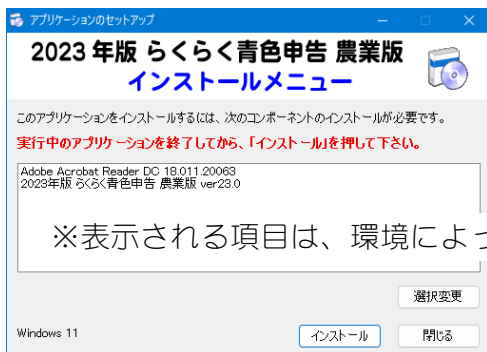 アプリケーションのセットアップ
2023 年版 らくらく青色申告 農業版
インストールメニュー
このアプリケーションをインストールするには、次のコンポーネントのインストールが必要です。
実行中のアプリケーションを終了してから、「インストール」を押して下さい。
Adobe Acrobat Reader DC 18.011.20063
2023年版 らくらく青色申告 農業版 ver23.0
※表示される項目は、環境によっ
選択変更
Windows 11
インストール
閉じる